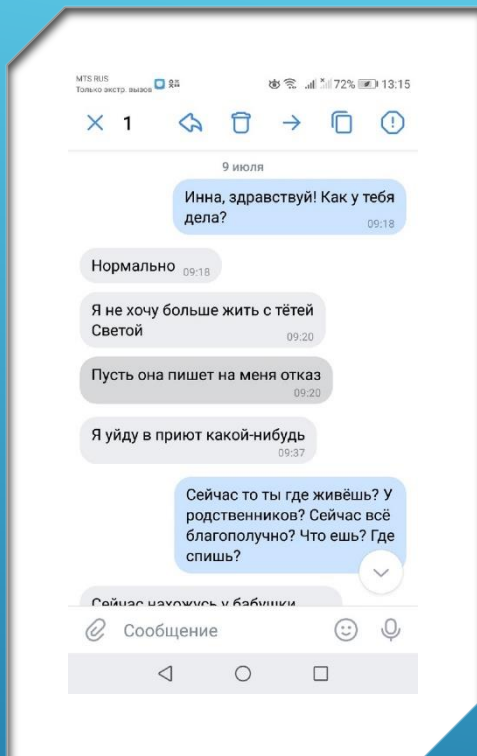 MTS RUS
Только экстр. вызов
72% 13:15
1
9 июля
Инна, здравствуй! Как у тебя
дела?
09:18
Нормально 09:18
Я не хочу больше жить с тётей
Светой
09:20
Пусть она пишет на меня отказ
09:20
Я уйду в приют какой-нибудь
09:37
Сейчас то ты где живёшь? У
родственников? Сейчас всё
благополучно? Что ешь? Где
спишь?
Сейчас нахожусь у бабушки
Сообщение